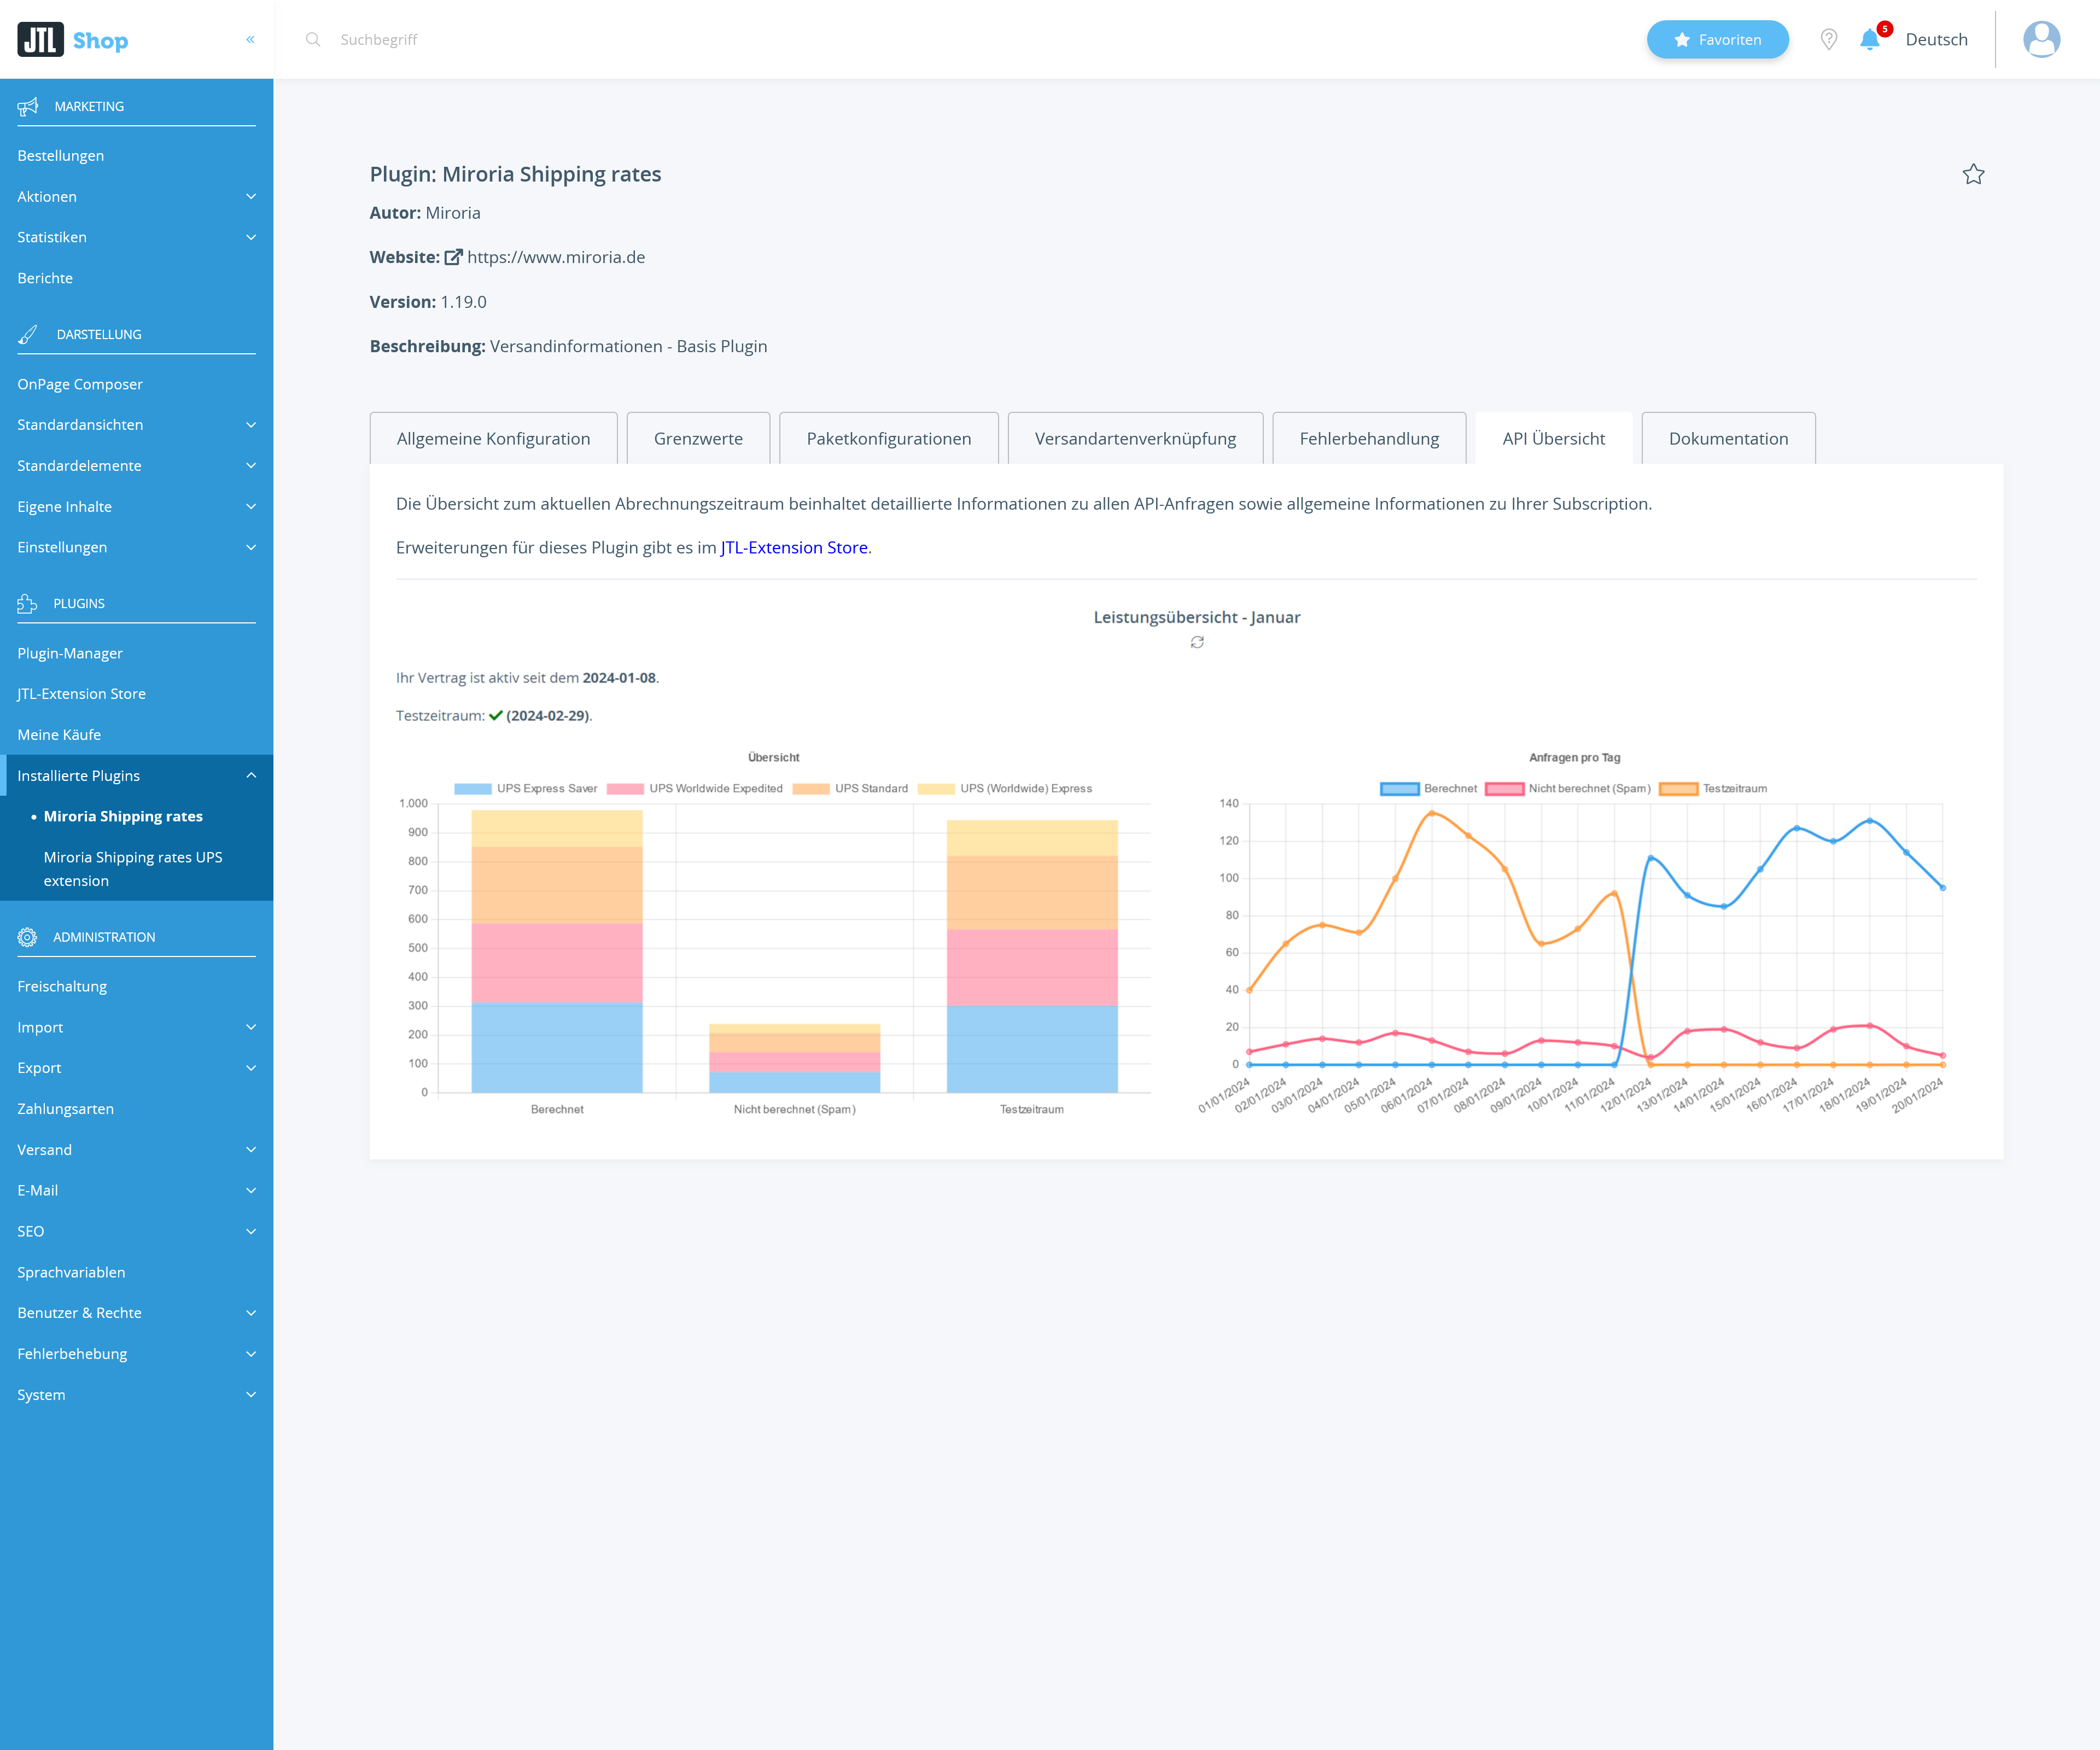 JTL Shop
«
Suchbegriff
Favoriten
5
Deutsch
MARKETING
Bestellungen
Aktionen
Statistiken
Berichte
DARSTELLUNG
OnPage Composer
Standardansichten
Standardelemente
Eigene Inhalte
Einstellungen
PLUGINS
Plugin-Manager
JTL-Extension Store
Meine Käufe
Installierte Plugins
• Miroria Shipping rates
Miroria Shipping rates UPS
extension
ADMINISTRATION
Freischaltung
Import
Export
Zahlungsarten
Versand
E-Mail
SEO
Sprachvariablen
Benutzer & Rechte
Fehlerbehebung
System
Plugin: Miroria Shipping rates
Autor: Miroria
Website: https://www.miroria.de
Version: 1.19.0
Beschreibung: Versandinformationen - Basis Plugin
Allgemeine Konfiguration
Grenzwerte
Paketkonfigurationen
Versandartenverknüpfung
Fehlerbehandlung
API Übersicht
Dokumentation
Die Übersicht zum aktuellen Abrechnungszeitraum beinhaltet detaillierte Informationen zu allen API-Anfragen sowie allgemeine Informationen zu Ihrer Subscription.
Erweiterungen für dieses Plugin gibt es im JTL-Extension Store.
Leistungsübersicht - Januar
Ihr Vertrag ist aktiv seit dem 2024-01-08.
Testzeitraum: ✔ (2024-02-29).
Übersicht
UPS Express Saver
UPS Worldwide Expedited
UPS Standard
UPS (Worldwide) Express
1.000
900
800
700
600
500
400
300
200
100
0
Berechnet
Nicht berechnet (Spam)
Testzeitraum
Anfragen pro Tag
Berechnet
Nicht berechnet (Spam)
Testzeitraum
140
120
100
80
60
40
20
0
01/01/2024
02/01/2024
03/01/2024
04/01/2024
05/01/2024
06/01/2024
07/01/2024
08/01/2024
09/01/2024
10/01/2024
11/01/2024
12/01/2024
13/01/2024
14/01/2024
15/01/2024
16/01/2024
17/01/2024
18/01/2024
19/01/2024
20/01/2024